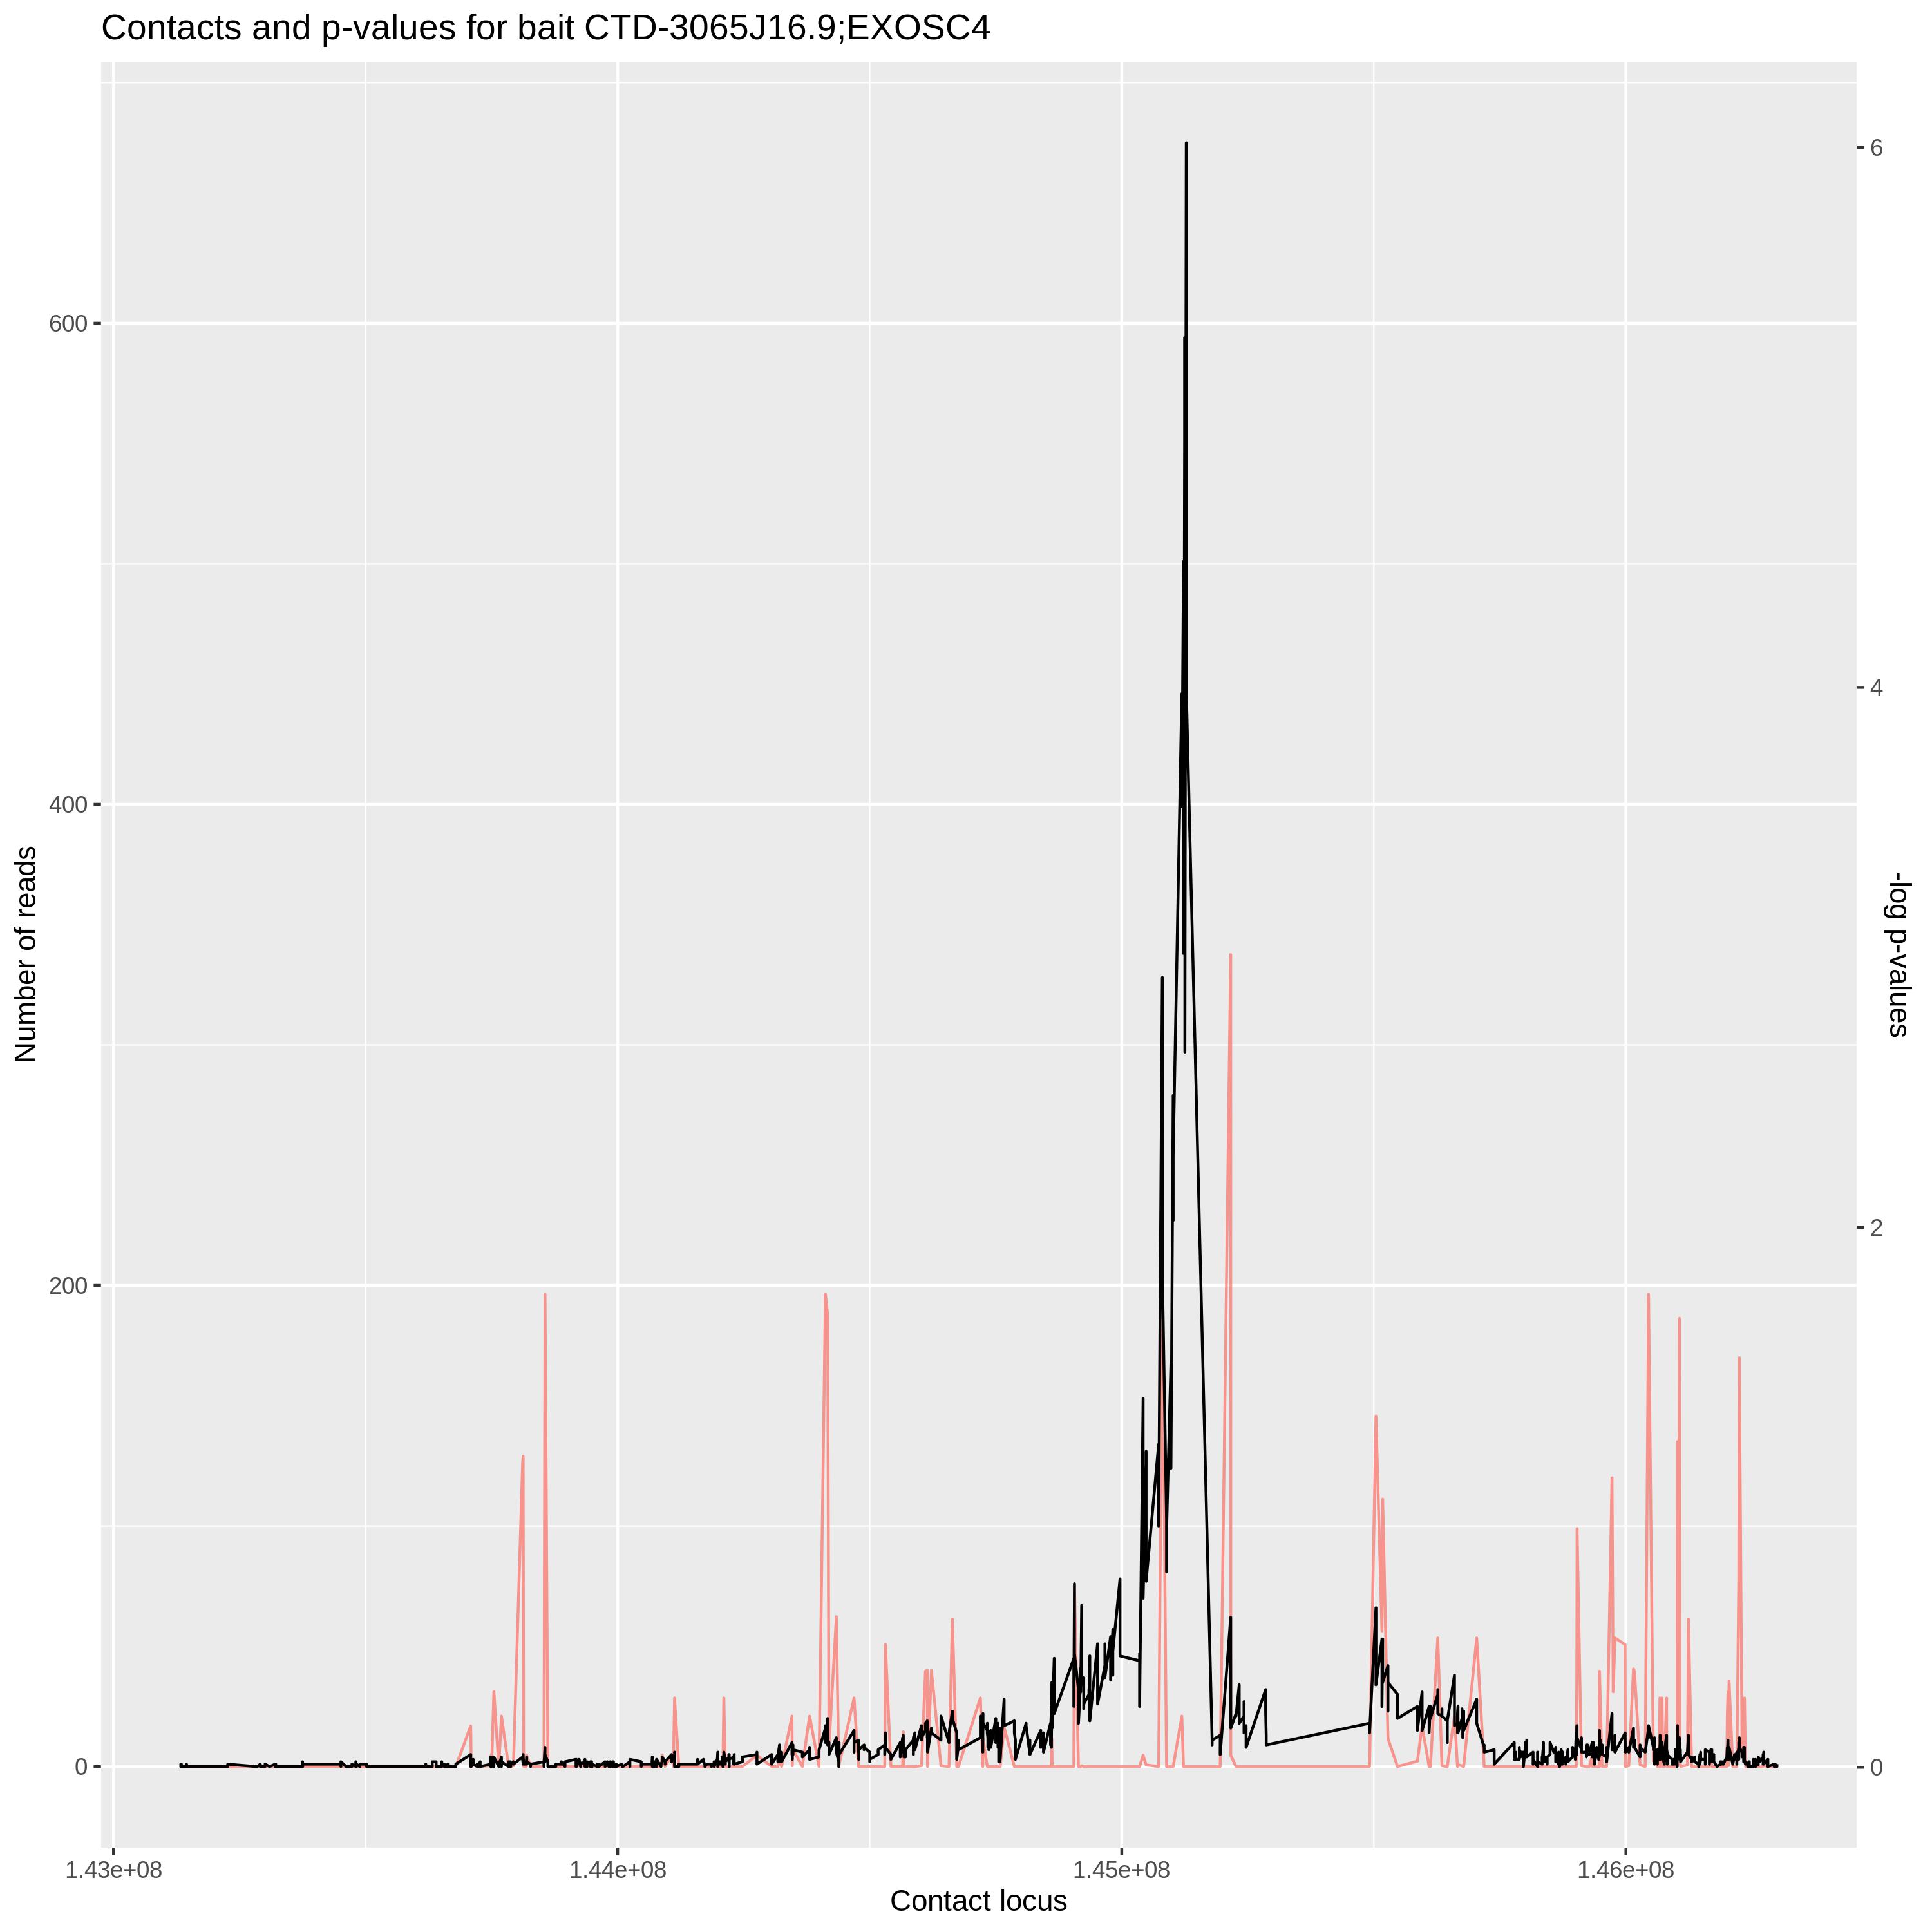 Contacts and p-values for bait CTD-3065J16.9;EXOSC4
Number of reads
600
400
200
0
6
4
2
0
-log p-values
1.43e+08 1.44e+08 1.45e+08 1.46e+08
Contact locus